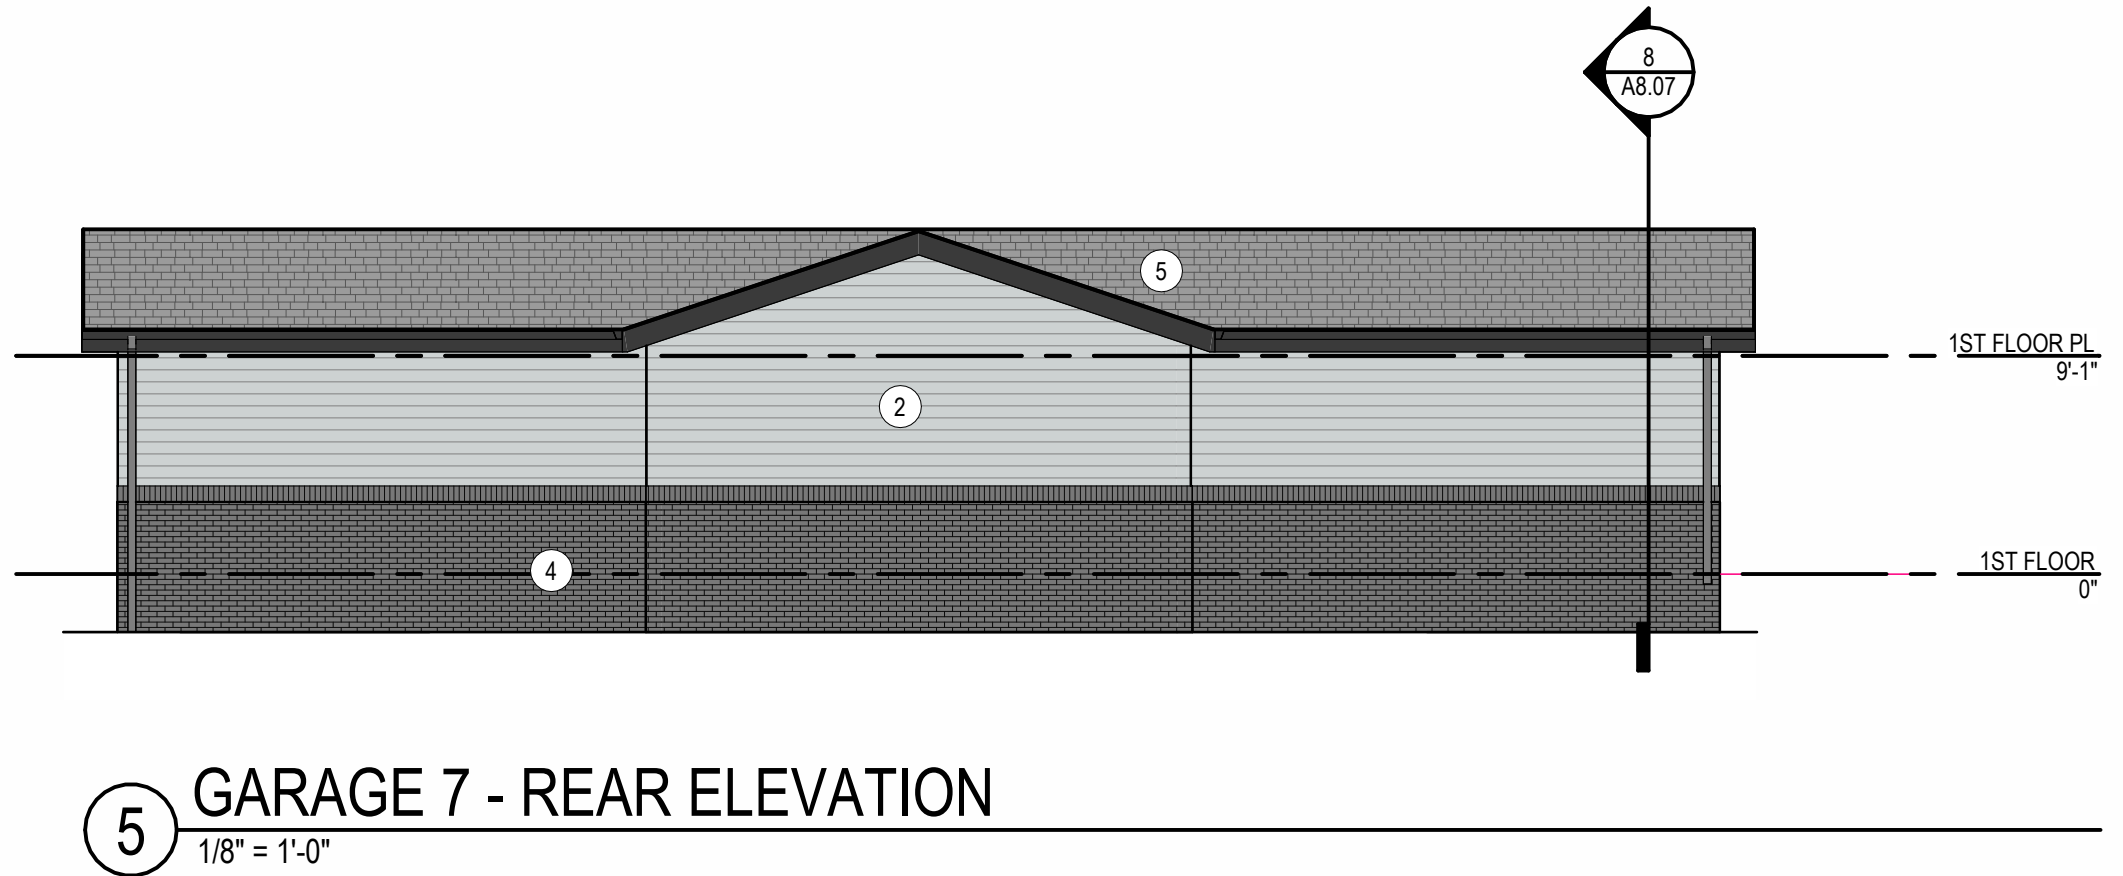 8
A8.07
5
1ST FLOOR PL
9'-1"
2
4
1ST FLOOR
0"
5
GARAGE 7 - REAR ELEVATION
1/8" = 1'-0"